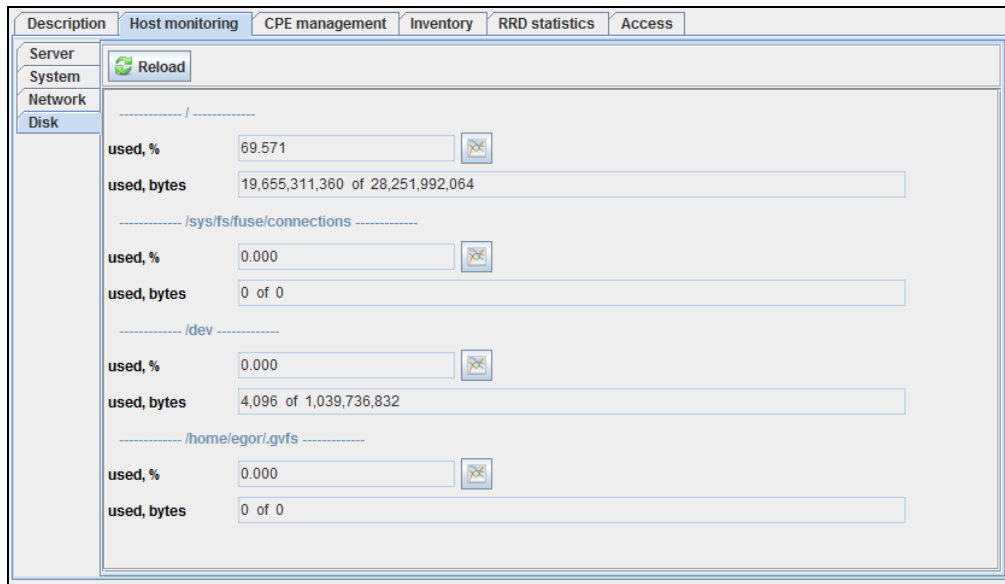 Description Host monitoring CPE management Inventory RRD statistics Access
Server
System
Network
Disk
Reload
------------- / -------------
used, % 69.571
used, bytes 19,655,311,360 of 28,251,992,064
------------- /sys/fs/fuse/connections -------------
used, % 0.000
used, bytes 0 of 0
------------- /dev -------------
used, % 0.000
used, bytes 4,096 of 1,039,736,832
------------- /home/egor/.gvfs -------------
used, % 0.000
used, bytes 0 of 0